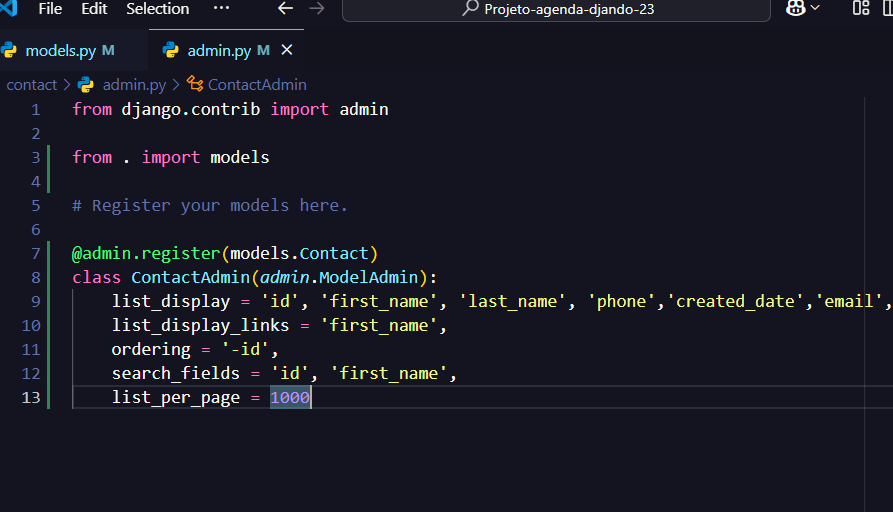 File Edit Selection ··· Projeto-agenda-djando-23
models.py M admin.py M
contact > admin.py > ContactAdmin
1 from django.contrib import admin
2
3 from . import models
4
5 # Register your models here.
6
7 @admin.register(models.Contact)
8 class ContactAdmin(admin.ModelAdmin):
9 list_display = 'id', 'first_name', 'last_name', 'phone','created_date','email',
10 list_display_links = 'first_name',
11 ordering = '-id',
12 search_fields = 'id', 'first_name',
13 list_per_page = 1000